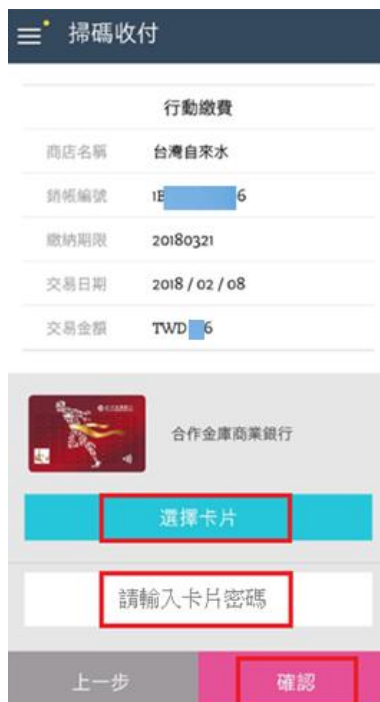 掃碼收付
行動繳費
商店名稱 台灣自來水
銷帳編號 1E 6
繳納期限 20180321
交易日期 2018 / 02 / 08
交易金額 TWD 6
合作金庫商業銀行
選擇卡片
請輸入卡片密碼
上一步 確認